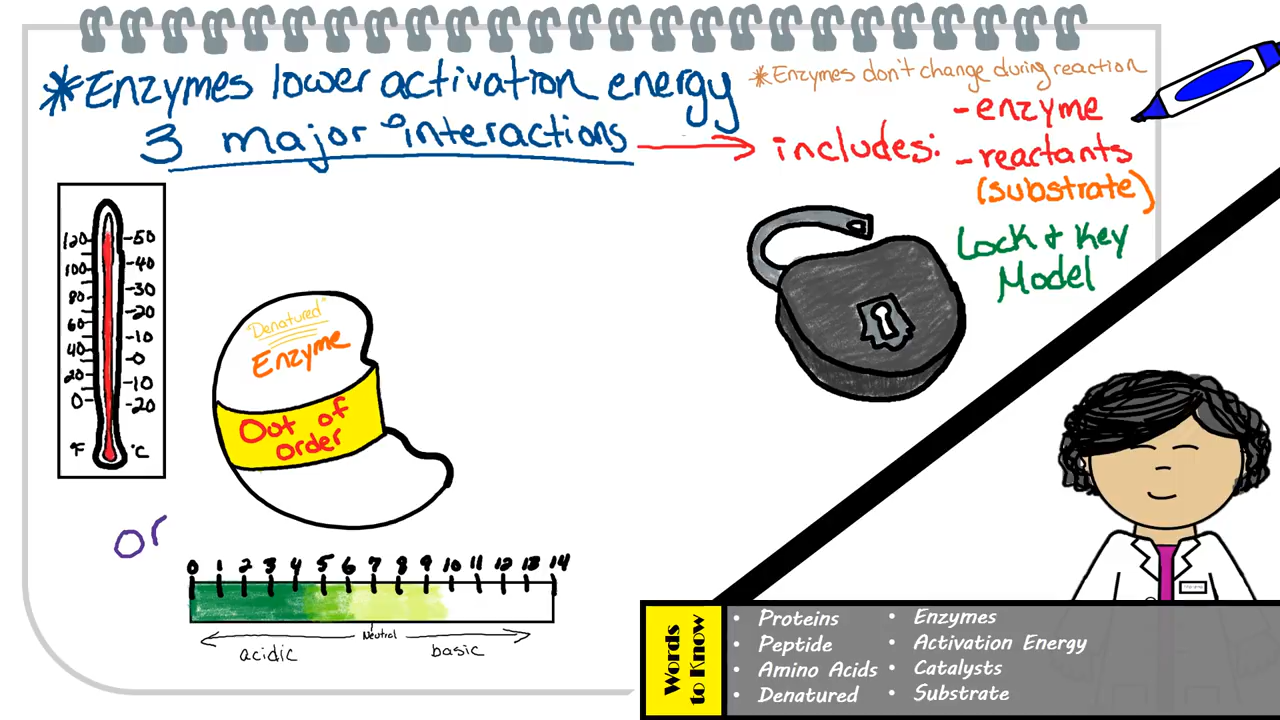 *Enzymes lower activation energy
*Enzymes don't change during reaction
3 major interactions
includes:
-enzyme
-reactants
(substrate)
Lock & Key
Model
120 50
100 40
80 30
60 20
40 10
20 0
0 10
20
°F °C
"Denatured"
Enzyme
Out of
order
or
0 1 2 3 4 5 6 7 8 9 10 11 12 13 14
Neutral
acidic basic
Words
to Know
• Proteins
• Peptide
• Amino Acids
• Denatured
• Enzymes
• Activation Energy
• Catalysts
• Substrate